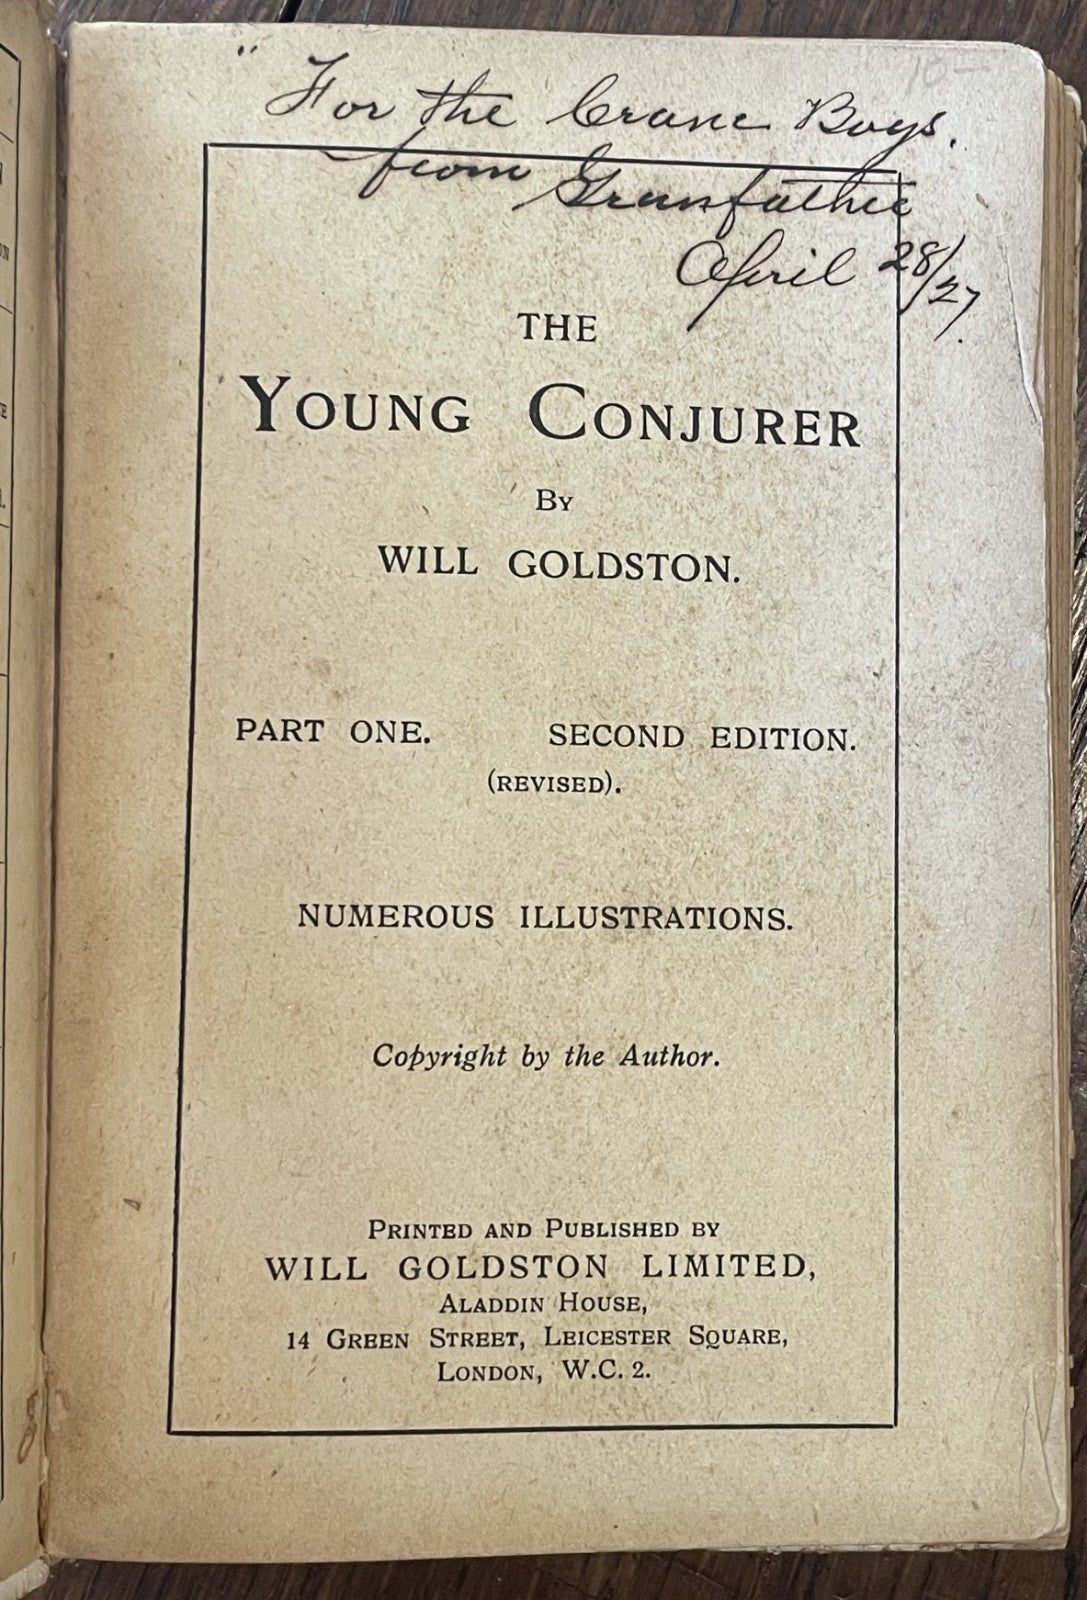 "For the Crane Boys.
from Granfather
April 28/27.
THE
YOUNG CONJURER
BY
WILL GOLDSTON.
PART ONE. SECOND EDITION.
(REVISED).
NUMEROUS ILLUSTRATIONS.
Copyright by the Author.
PRINTED AND PUBLISHED BY
WILL GOLDSTON LIMITED,
ALADDIN HOUSE,
14 GREEN STREET, LEICESTER SQUARE,
LONDON, W.C. 2.